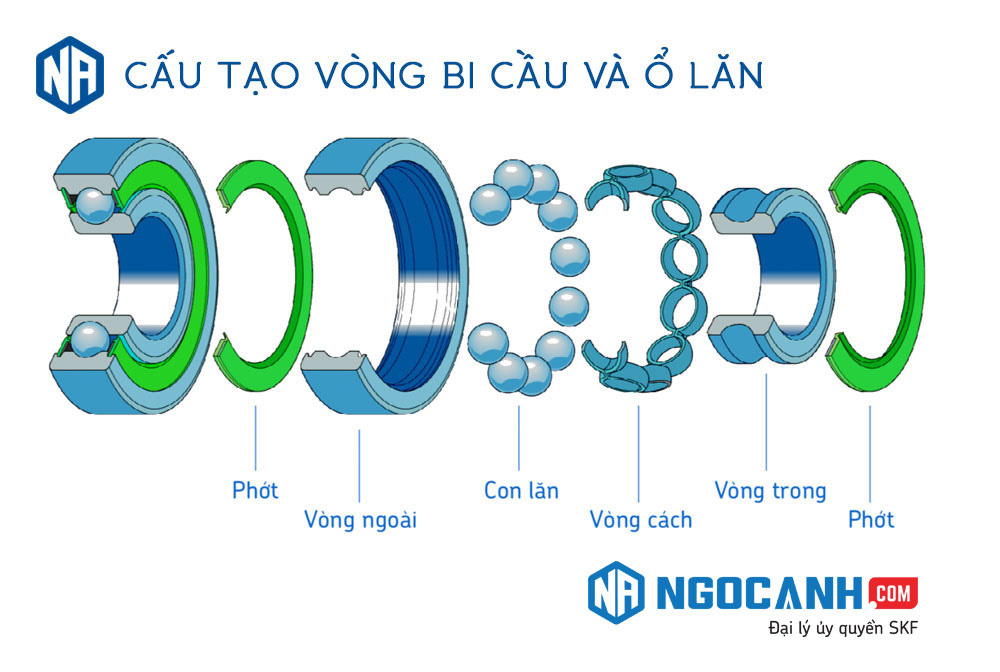 NA
CẤU TẠO VÒNG BI CẦU VÀ Ổ LĂN
Phớt
Vòng ngoài
Con lăn
Vòng cách
Vòng trong
Phớt
NA NGOCANH.COM
Đại lý ủy quyền SKF